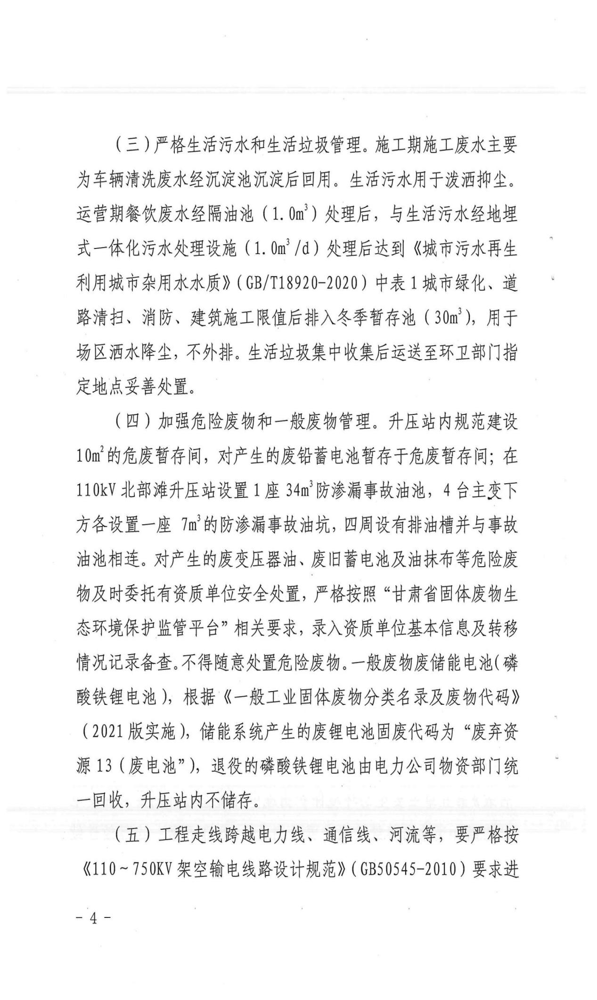 （三）严格生活污水和生活垃圾管理。施工期施工废水主要
为车辆清洗废水经沉淀池沉淀后回用。生活污水用于泼洒抑尘。
运营期餐饮废水经隔油池（1.0m³）处理后，与生活污水经地埋
式一体化污水处理设施（1.0m³/d）处理后达到《城市污水再生
利用城市杂用水水质》（GB/T18920-2020）中表1城市绿化、道
路清扫、消防、建筑施工限值后排入冬季暂存池（30m³），用于
场区洒水降尘，不外排。生活垃圾集中收集后运送至环卫部门指
定地点妥善处置。
（四）加强危险废物和一般废物管理。升压站内规范建设
10m²的危废暂存间，对产生的废铅蓄电池暂存于危废暂存间；在
110kV北部滩升压站设置1座34m³防渗漏事故油池，4台主变下
方各设置一座 7m³的防渗漏事故油坑，四周设有排油槽并与事故
油池相连。对产生的废变压器油、废旧蓄电池及油抹布等危险废
物及时委托有资质单位安全处置，严格按照“甘肃省固体废物生
态环境保护监管平台”相关要求，录入资质单位基本信息及转移
情况记录备查。不得随意处置危险废物。一般废物废储能电池（磷
酸铁锂电池），根据《一般工业固体废物分类名录及废物代码》
（2021版实施），储能系统产生的废锂电池固废代码为“废弃资
源13（废电池”），退役的磷酸铁锂电池由电力公司物资部门统
一回收，升压站内不储存。
（五）工程走线跨越电力线、通信线、河流等，要严格按
《110～750KV架空输电线路设计规范》（GB50545-2010）要求进
- 4 -